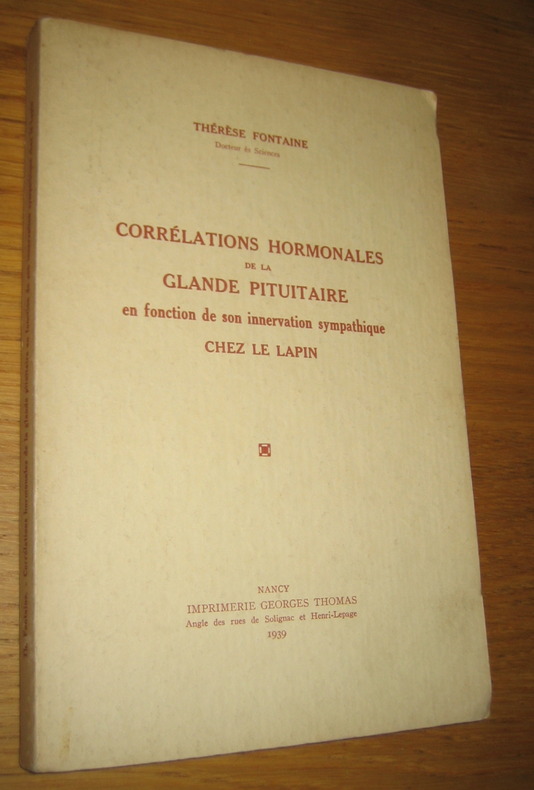 THÉRÈSE FONTAINE
Docteur ès Sciences
CORRÉLATIONS HORMONALES
DE LA
GLANDE PITUITAIRE
en fonction de son innervation sympathique
CHEZ LE LAPIN
NANCY
IMPRIMERIE GEORGES THOMAS
Angle des rues de Solignac et Henri-Lepage
1939